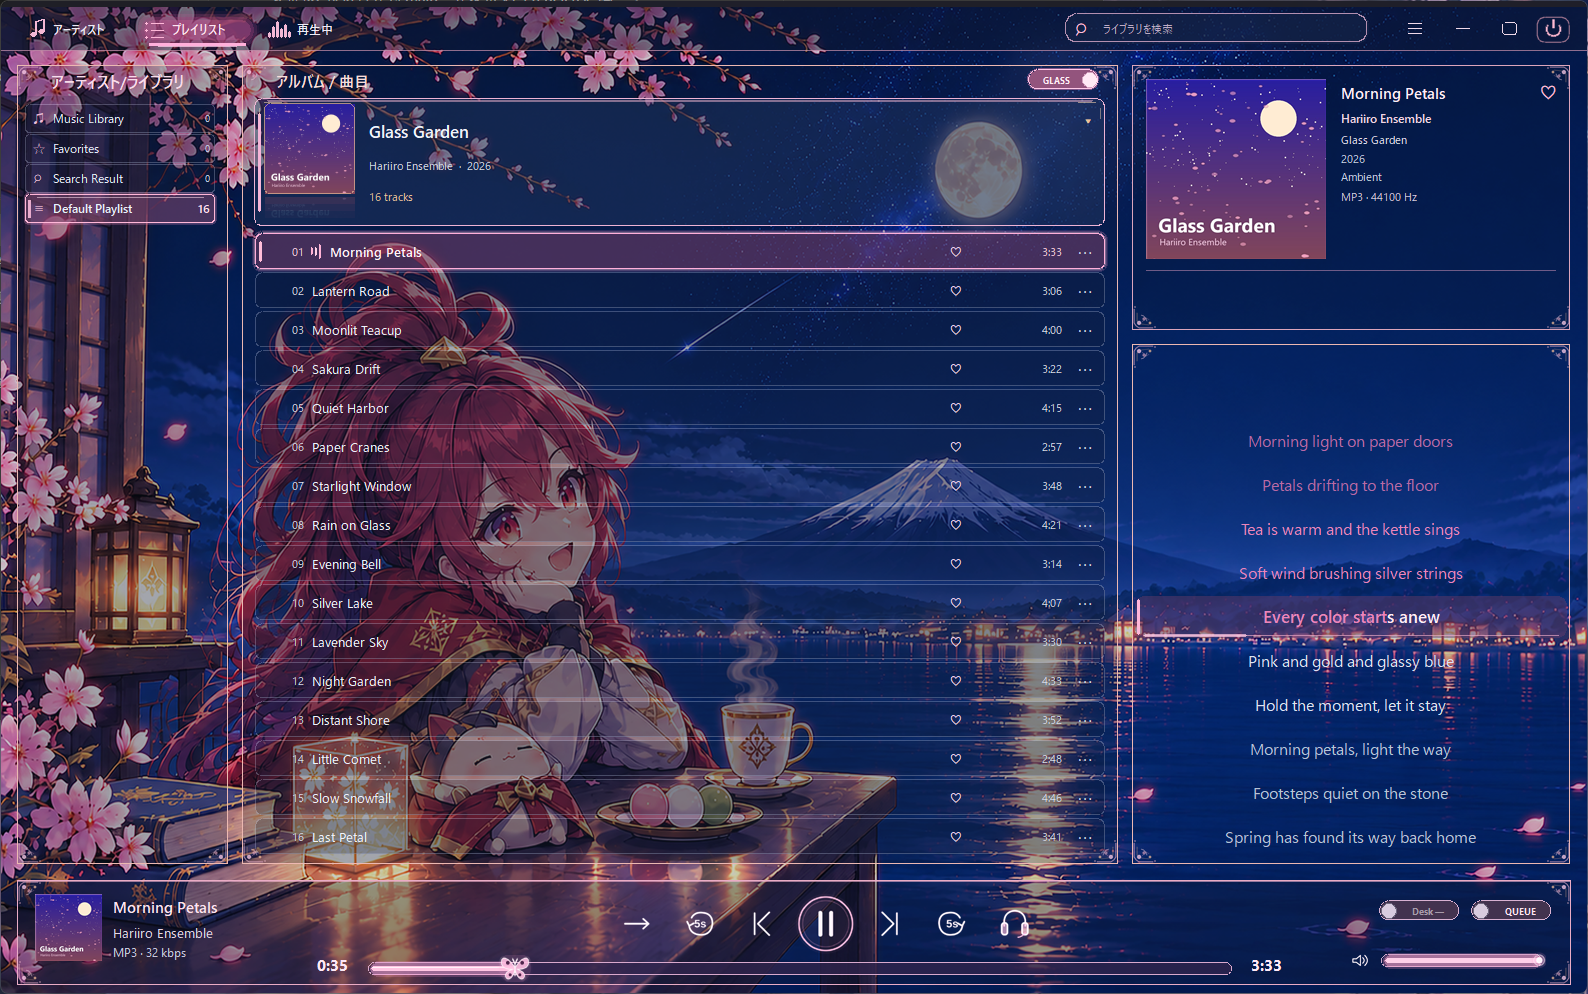 アーティスト
プレイリスト
再生中
ライブラリを検索
アーティスト/ライブラリ
Music Library 0
Favorites 0
Search Result 0
Default Playlist 16
アルバム / 曲目
GLASS
Glass Garden
Hariiro Ensemble
Glass Garden
Hariiro Ensemble · 2026
16 tracks
01 Morning Petals 3:33 ...
02 Lantern Road 3:06 ...
03 Moonlit Teacup 4:00 ...
04 Sakura Drift 3:22 ...
05 Quiet Harbor 4:15 ...
06 Paper Cranes 2:57 ...
07 Starlight Window 3:48 ...
08 Rain on Glass 4:21 ...
09 Evening Bell 3:14 ...
10 Silver Lake 4:07 ...
11 Lavender Sky 3:30 ...
12 Night Garden 4:33 ...
13 Distant Shore 3:52 ...
14 Little Comet 2:48 ...
15 Slow Snowfall 4:46 ...
16 Last Petal 3:41 ...
Glass Garden
Hariiro Ensemble
Morning Petals
Hariiro Ensemble
Glass Garden
2026
Ambient
MP3 · 44100 Hz
Morning light on paper doors
Petals drifting to the floor
Tea is warm and the kettle sings
Soft wind brushing silver strings
Every color starts anew
Pink and gold and glassy blue
Hold the moment, let it stay
Morning petals, light the way
Footsteps quiet on the stone
Spring has found its way back home
Glass Garden
Morning Petals
Hariiro Ensemble
MP3 · 32 kbps
5s
5s
0:35
3:33
Desk —
QUEUE